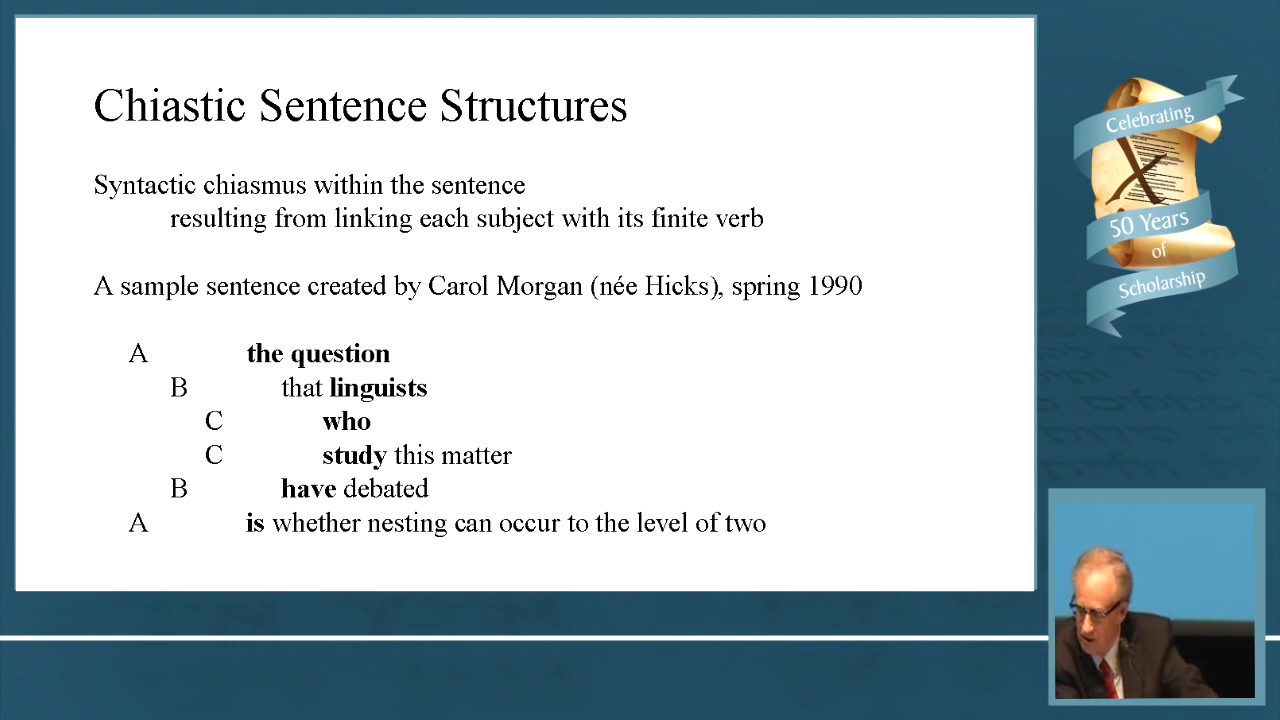 Chiastic Sentence Structures
Syntactic chiasmus within the sentence
resulting from linking each subject with its finite verb
A sample sentence created by Carol Morgan (née Hicks), spring 1990
A the question
B that linguists
C who
C study this matter
B have debated
A is whether nesting can occur to the level of two
Celebrating
50 Years
of
Scholarship